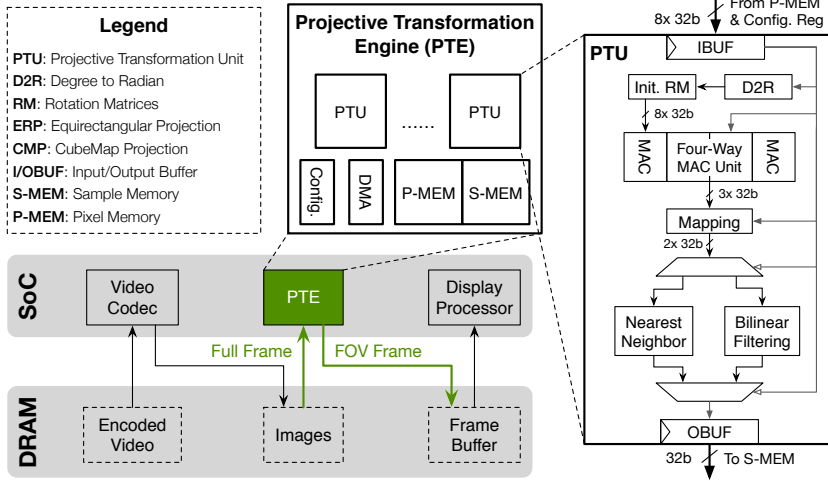 Legend
PTU: Projective Transformation Unit
D2R: Degree to Radian
RM: Rotation Matrices
ERP: Equirectangular Projection
CMP: CubeMap Projection
I/OBUF: Input/Output Buffer
S-MEM: Sample Memory
P-MEM: Pixel Memory
Projective Transformation
Engine (PTE)
PTU
......
PTU
Config.
DMA
P-MEM
S-MEM
SoC
Video
Codec
PTE
Display
Processor
Full Frame
FOV Frame
DRAM
Encoded
Video
Images
Frame
Buffer
8x 32b
From P-MEM
& Config. Reg
PTU
IBUF
Init. RM
D2R
8x 32b
MAC
Four-Way
MAC Unit
MAC
3x 32b
Mapping
2x 32b
Nearest
Neighbor
Bilinear
Filtering
OBUF
32b
To S-MEM